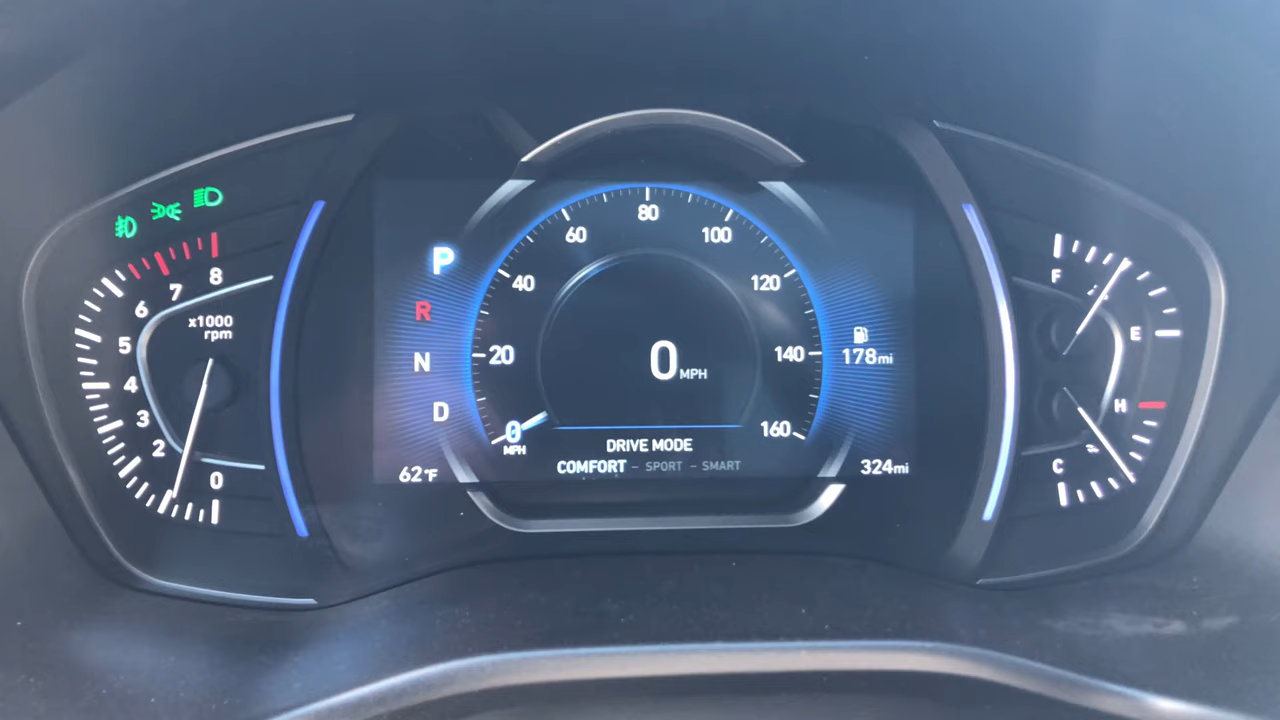 8
7
6
5
4
3
2
0
x1000
rpm
P
R
N
D
62°F
0
20
40
60
80
100
120
140
160
MPH
0 MPH
DRIVE MODE
COMFORT – SPORT – SMART
178mi
324mi
F
E
H
C